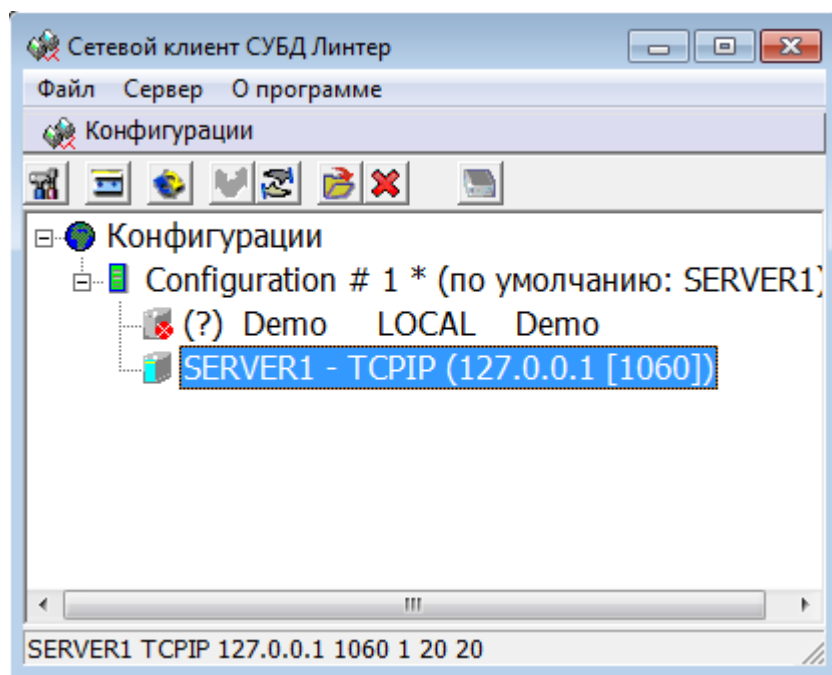 Сетевой клиент СУБД Линтер
Файл Сервер О программе
Конфигурации
Конфигурации
Configuration # 1 * (по умолчанию: SERVER1)
(?) Demo LOCAL Demo
SERVER1 - TCPIP (127.0.0.1 [1060])
SERVER1 TCPIP 127.0.0.1 1060 1 20 20